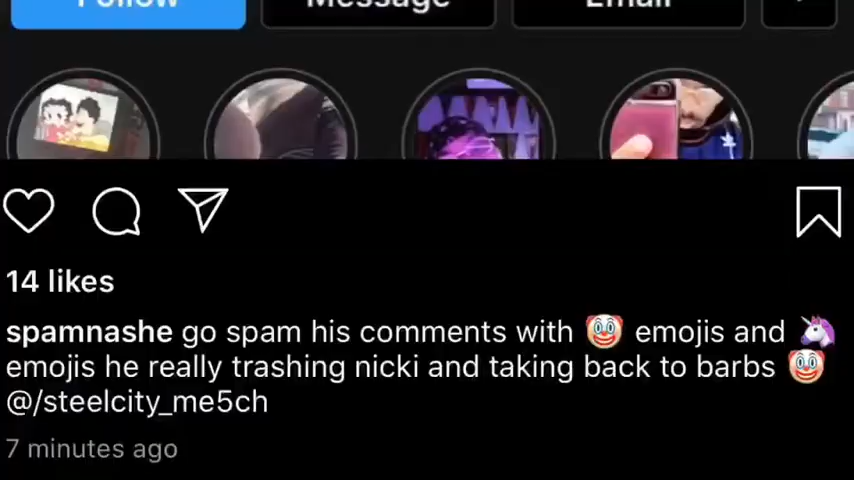 Follow Message Email
14 likes
spamnashe go spam his comments with 🤡 emojis and 🦄
emojis he really trashing nicki and taking back to barbs 🤡
@/steelcity_me5ch
7 minutes ago